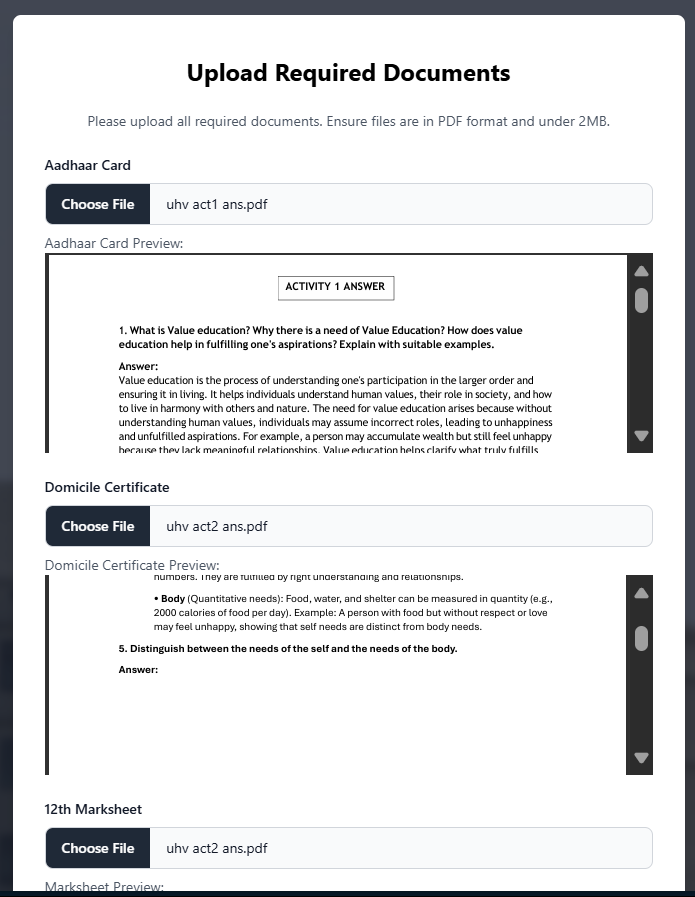 Upload Required Documents
Please upload all required documents. Ensure files are in PDF format and under 2MB.
Aadhaar Card
Choose File uhv act1 ans.pdf
Aadhaar Card Preview:
ACTIVITY 1 ANSWER
1. What is Value education? Why there is a need of Value Education? How does value
education help in fulfilling one's aspirations? Explain with suitable examples.
Answer:
Value education is the process of understanding one's participation in the larger order and
ensuring it in living. It helps individuals understand human values, their role in society, and how
to live in harmony with others and nature. The need for value education arises because without
understanding human values, individuals may assume incorrect roles, leading to unhappiness
and unfulfilled aspirations. For example, a person may accumulate wealth but still feel unhappy
because they lack meaningful relationships. Value education helps clarify what truly fulfills
Domicile Certificate
Choose File uhv act2 ans.pdf
Domicile Certificate Preview:
numbers. They are fulfilled by right understanding and relationships.
• Body (Quantitative needs): Food, water, and shelter can be measured in quantity (e.g.,
2000 calories of food per day). Example: A person with food but without respect or love
may feel unhappy, showing that self needs are distinct from body needs.
5. Distinguish between the needs of the self and the needs of the body.
Answer:
12th Marksheet
Choose File uhv act2 ans.pdf
Marksheet Preview: